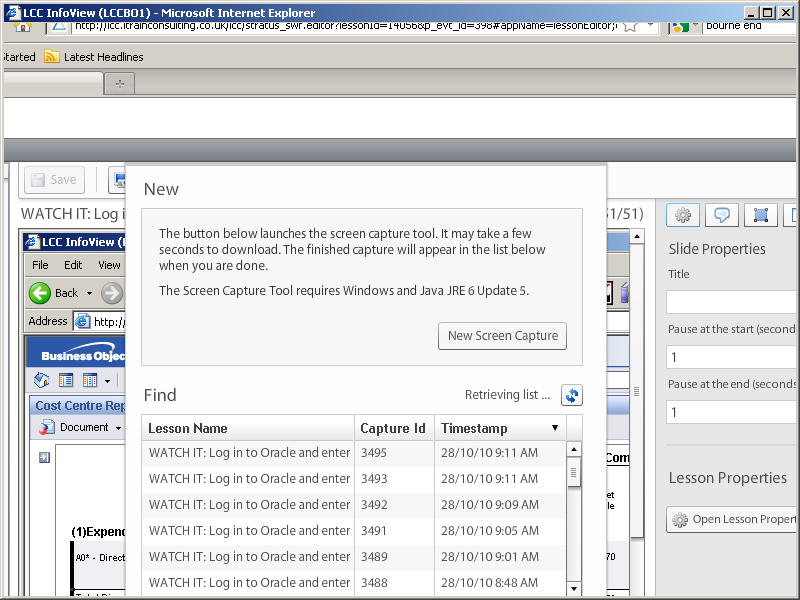 LCC InfoView (LCCBO1) - Microsoft Internet Explorer
http://lcc.itrainconsulting.co.uk/lcc/stratus_swr.editor?lessonId=14056&p_evt_id=398#appName=lessonEditor;
bourne end
Started
Latest Headlines
Save
WATCH IT: Log i
51/51)
New
The button below launches the screen capture tool. It may take a few
seconds to download. The finished capture will appear in the list below
when you are done.
The Screen Capture Tool requires Windows and Java JRE 6 Update 5.
New Screen Capture
Find
Retrieving list ...
Lesson Name Capture Id Timestamp
WATCH IT: Log in to Oracle and enter 3495 28/10/10 9:11 AM
WATCH IT: Log in to Oracle and enter 3493 28/10/10 9:11 AM
WATCH IT: Log in to Oracle and enter 3492 28/10/10 9:09 AM
WATCH IT: Log in to Oracle and enter 3491 28/10/10 9:05 AM
WATCH IT: Log in to Oracle and enter 3489 28/10/10 9:01 AM
WATCH IT: Log in to Oracle and enter 3488 28/10/10 8:48 AM
LCC InfoView (
File Edit View
Back
Address http://
Business Objec
Cost Centre Rep
Document
(1)Expen
A0* - Direct
Com
et
le
70
Slide Properties
Title
Pause at the start (second
1
Pause at the end (seconds
1
Lesson Properties
Open Lesson Propert